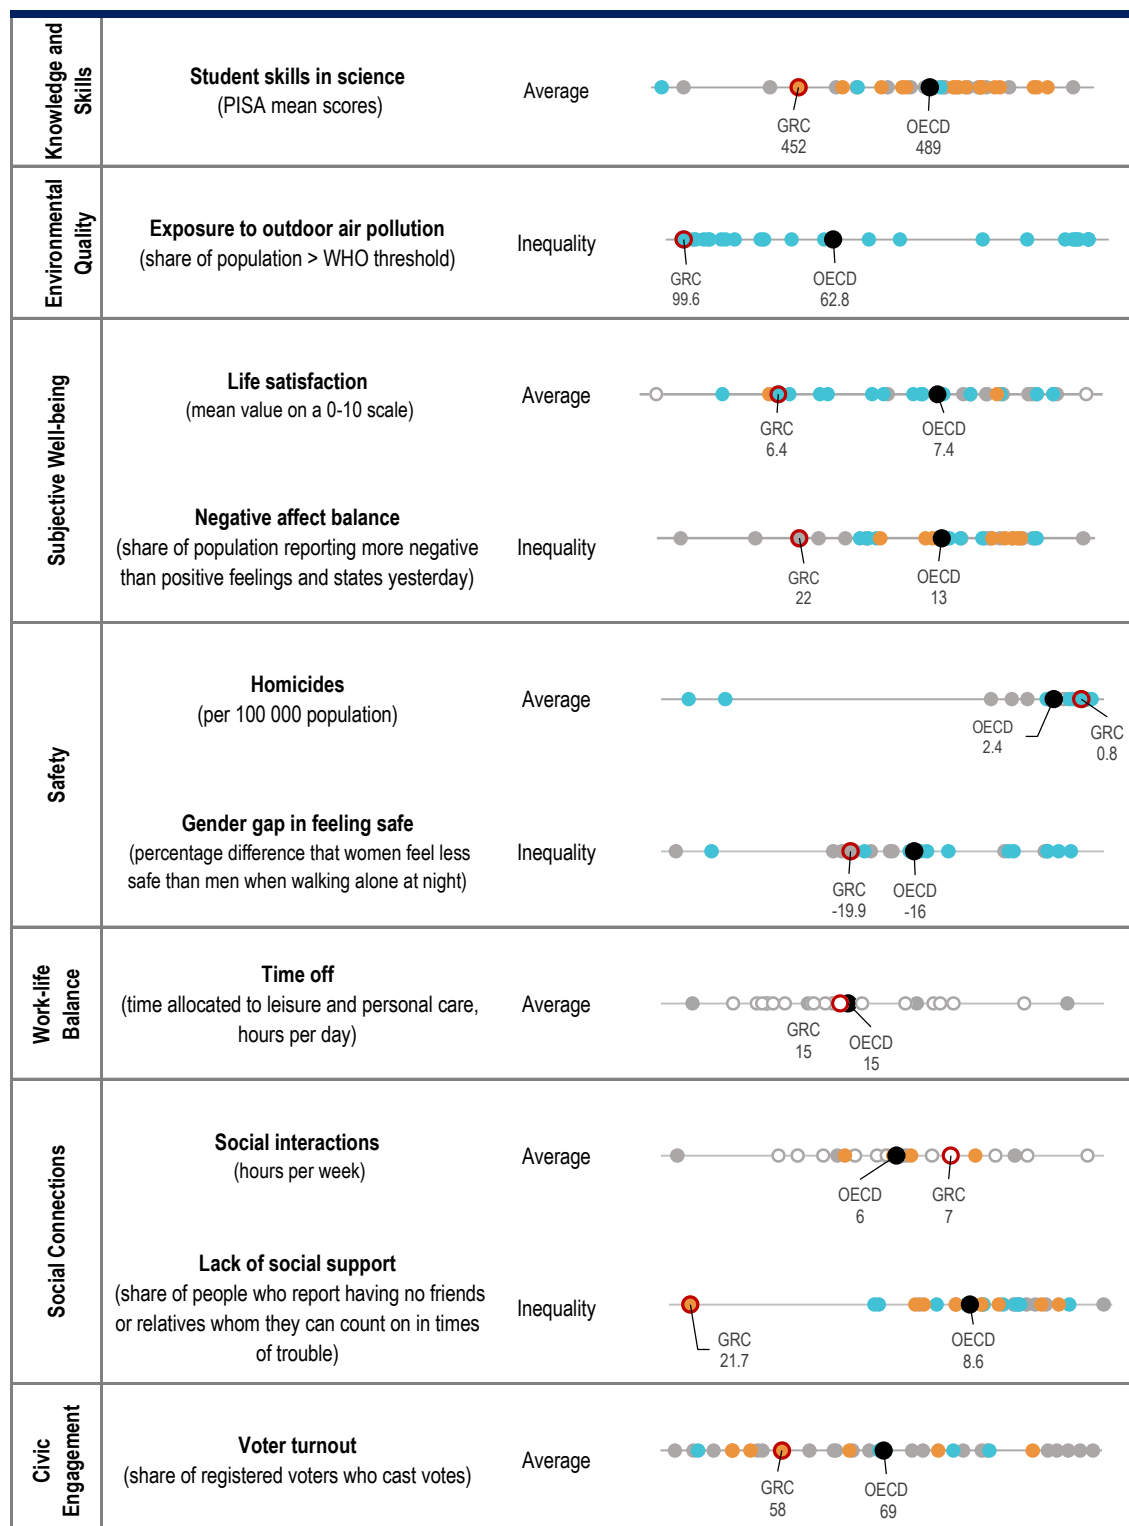 Knowledge and
Skills
Student skills in science
(PISA mean scores)
Average
GRC
452
OECD
489
Environmental
Quality
Exposure to outdoor air pollution
(share of population > WHO threshold)
Inequality
GRC
99.6
OECD
62.8
Subjective Well-being
Life satisfaction
(mean value on a 0-10 scale)
Average
GRC
6.4
OECD
7.4
Negative affect balance
(share of population reporting more negative
than positive feelings and states yesterday)
Inequality
GRC
22
OECD
13
Safety
Homicides
(per 100 000 population)
Average
OECD
2.4
GRC
0.8
Gender gap in feeling safe
(percentage difference that women feel less
safe than men when walking alone at night)
Inequality
GRC
-19.9
OECD
-16
Work-life
Balance
Time off
(time allocated to leisure and personal care,
hours per day)
Average
GRC
15
OECD
15
Social Connections
Social interactions
(hours per week)
Average
OECD
6
GRC
7
Lack of social support
(share of people who report having no friends
or relatives whom they can count on in times
of trouble)
Inequality
GRC
21.7
OECD
8.6
Civic
Engagement
Voter turnout
(share of registered voters who cast votes)
Average
GRC
58
OECD
69